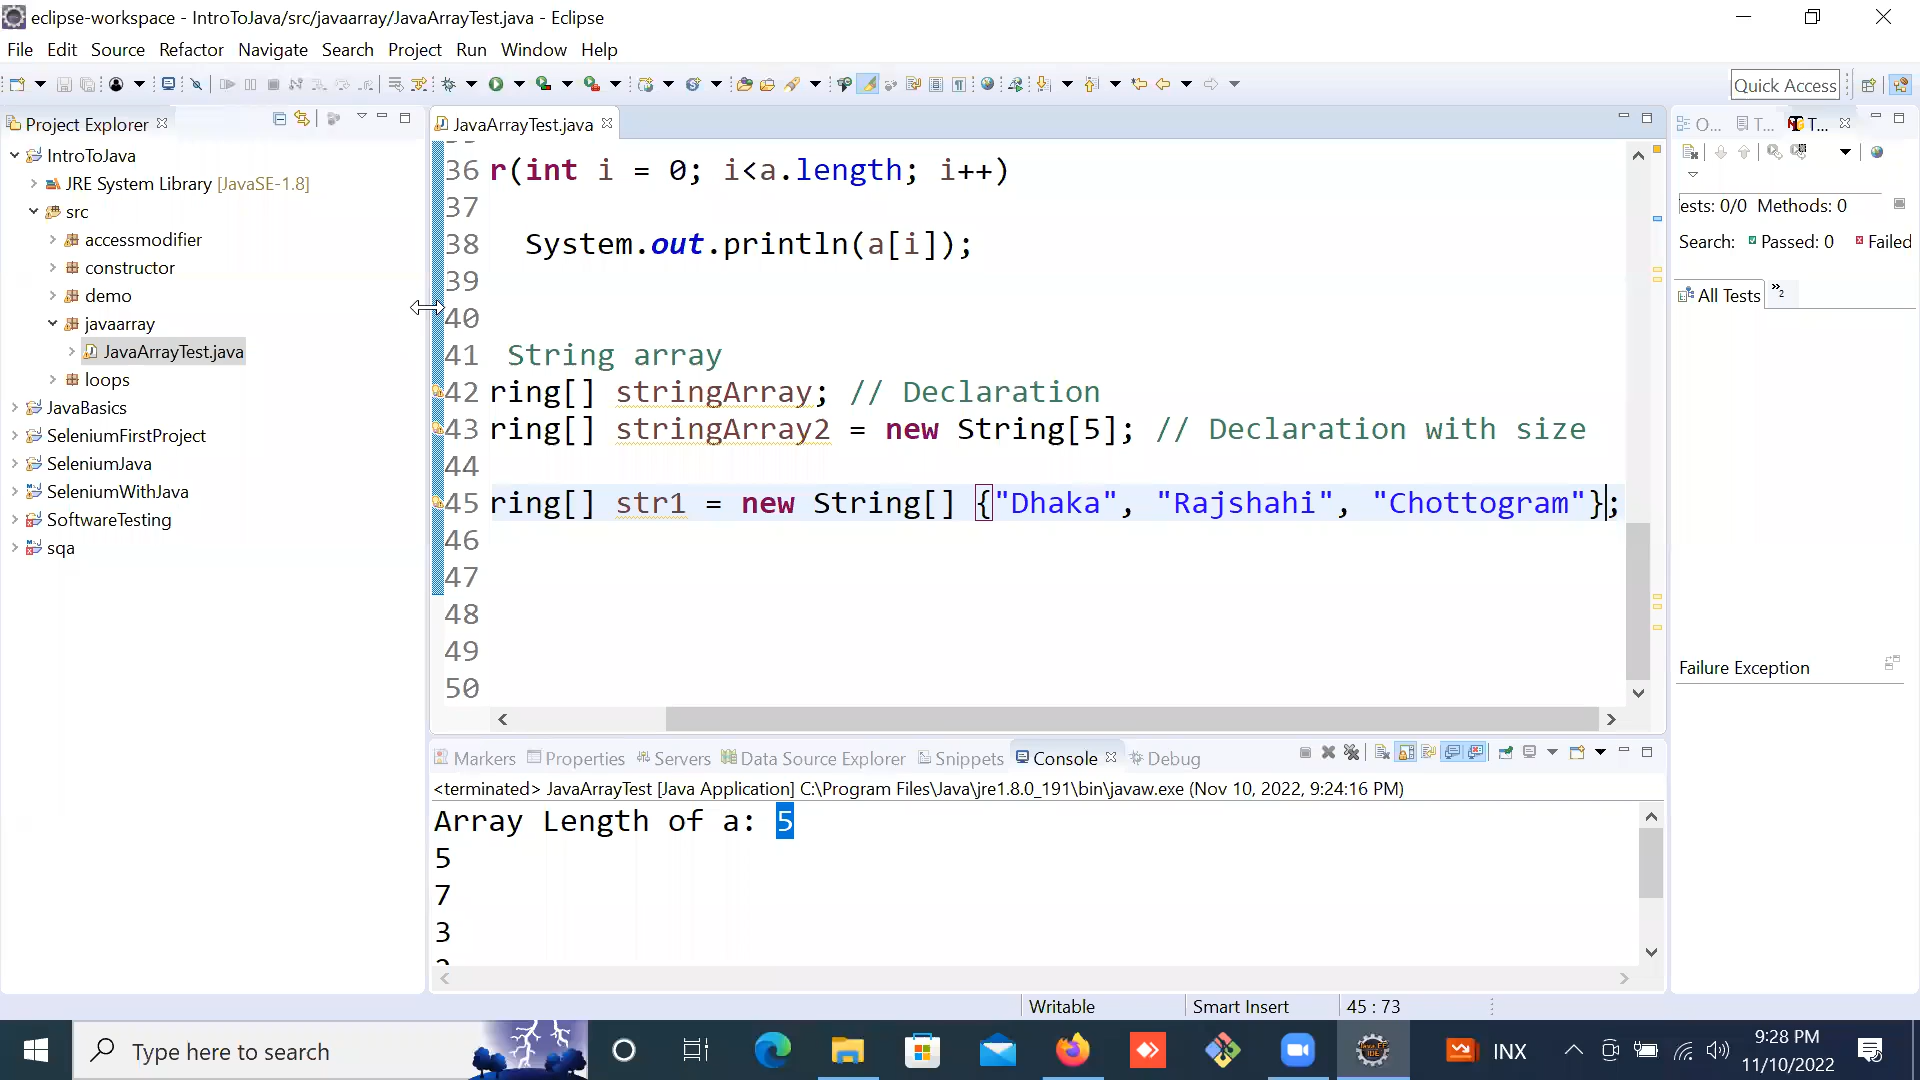 eclipse-workspace - IntroToJava/src/javaarray/JavaArrayTest.java - Eclipse
File Edit Source Refactor Navigate Search Project Run Window Help
Quick Access
Project Explorer
IntroToJava
JRE System Library [JavaSE-1.8]
src
accessmodifier
constructor
demo
javaarray
JavaArrayTest.java
loops
JavaBasics
SeleniumFirstProject
SeleniumJava
SeleniumWithJava
SoftwareTesting
sqa
JavaArrayTest.java
36 r(int i = 0; i<a.length; i++)
37
38 System.out.println(a[i]);
39
40
41 String array
42 ring[] stringArray; // Declaration
43 ring[] stringArray2 = new String[5]; // Declaration with size
44
45 ring[] str1 = new String[] {"Dhaka", "Rajshahi", "Chottogram"};
46
47
48
49
50
O... T... T...
ests: 0/0 Methods: 0
Search: Passed: 0 Failed
All Tests »2
Failure Exception
Markers Properties Servers Data Source Explorer Snippets Console Debug
<terminated> JavaArrayTest [Java Application] C:\Program Files\Java\jre1.8.0_191\bin\javaw.exe (Nov 10, 2022, 9:24:16 PM)
Array Length of a: 5
5
7
3
Writable Smart Insert 45 : 73
Type here to search
INX
9:28 PM
11/10/2022